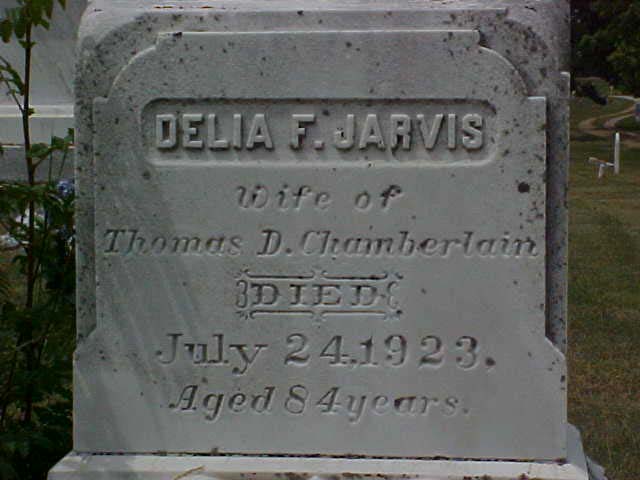 DELIA F. JARVIS
Wife of
Thomas D. Chamberlain
DIED
July 24, 1923.
Aged 84 years.